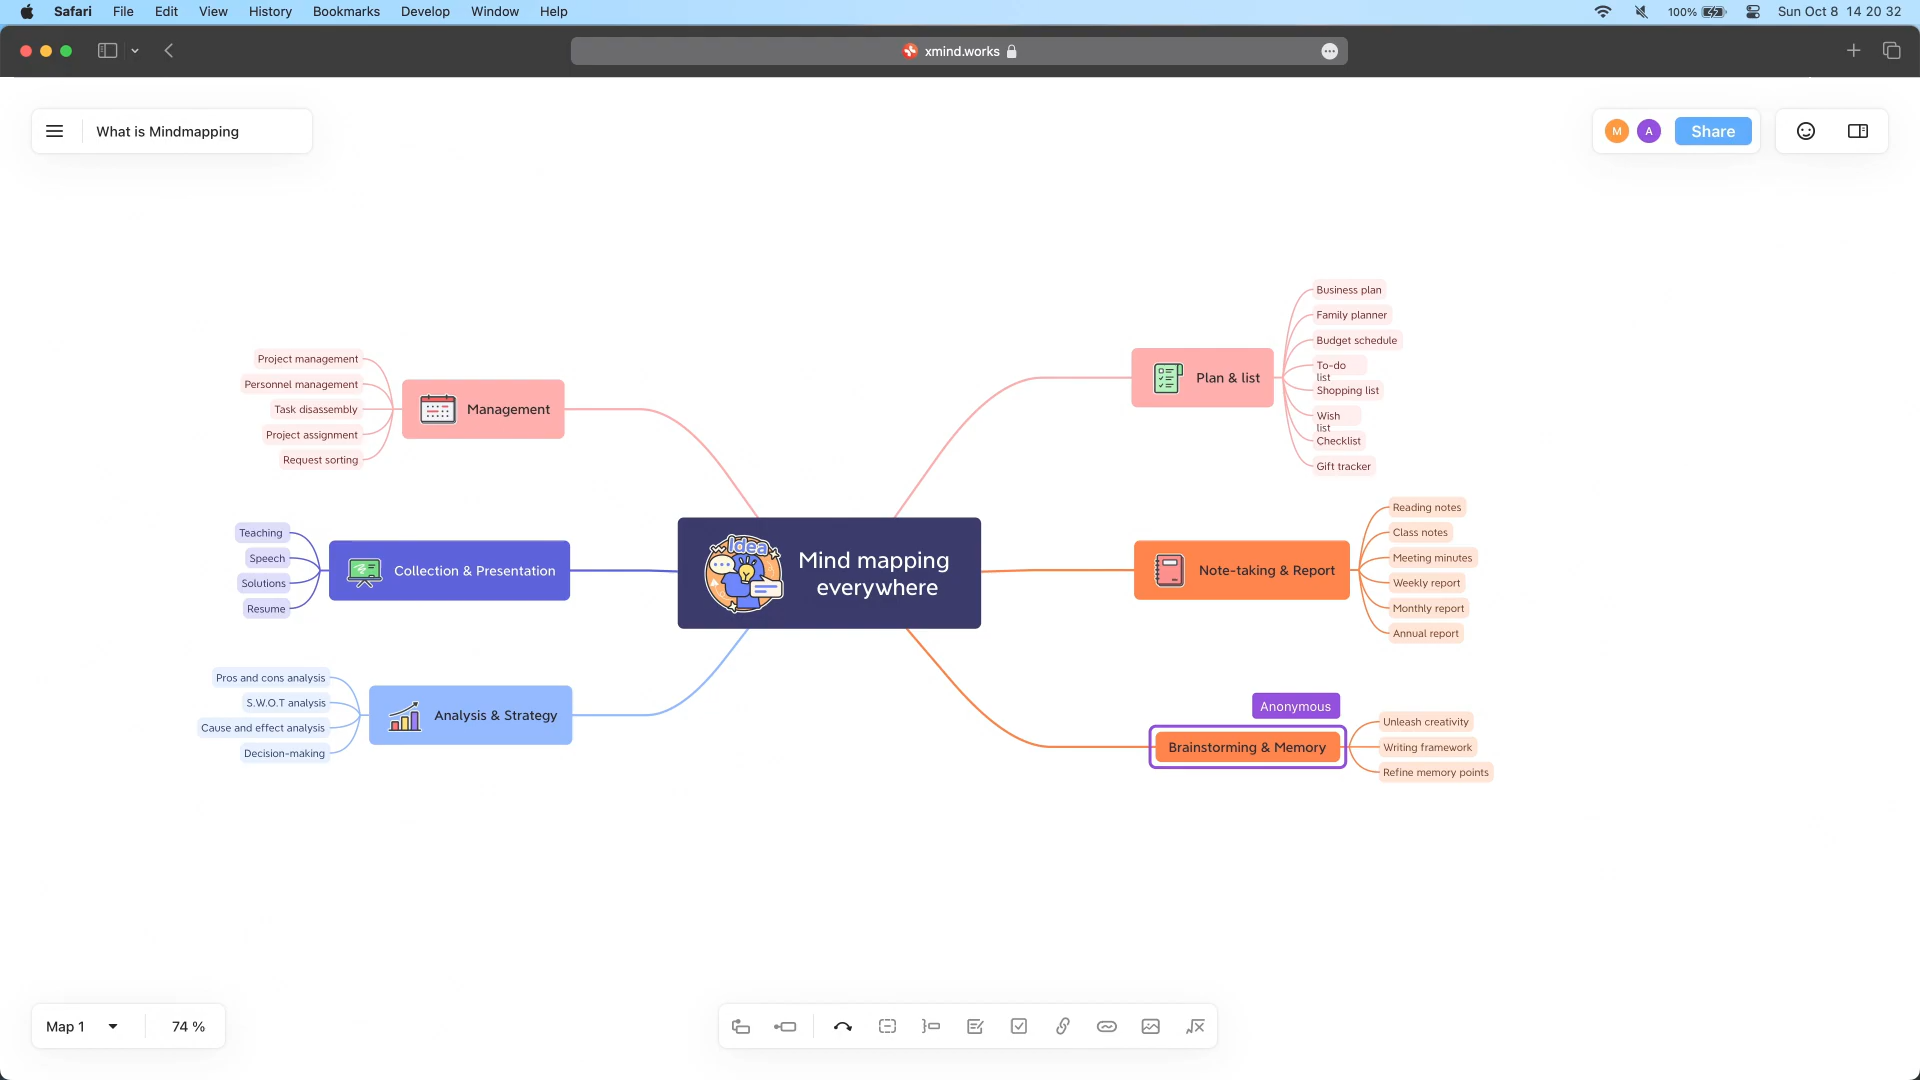 Safari File Edit View History Bookmarks Develop Window Help
100% Sun Oct 8 14 20 32
xmind.works
What is Mindmapping
M A Share
Business plan
Family planner
Budget schedule
To-do
list
Shopping list
Wish
list
Checklist
Gift tracker
Plan & list
Project management
Personnel management
Task disassembly
Project assignment
Request sorting
Management
Teaching
Speech
Solutions
Resume
Collection & Presentation
Idea
Mind mapping
everywhere
Note-taking & Report
Reading notes
Class notes
Meeting minutes
Weekly report
Monthly report
Annual report
Pros and cons analysis
S.W.O.T analysis
Cause and effect analysis
Decision-making
Analysis & Strategy
Anonymous
Brainstorming & Memory
Unleash creativity
Writing framework
Refine memory points
Map 1 74 %